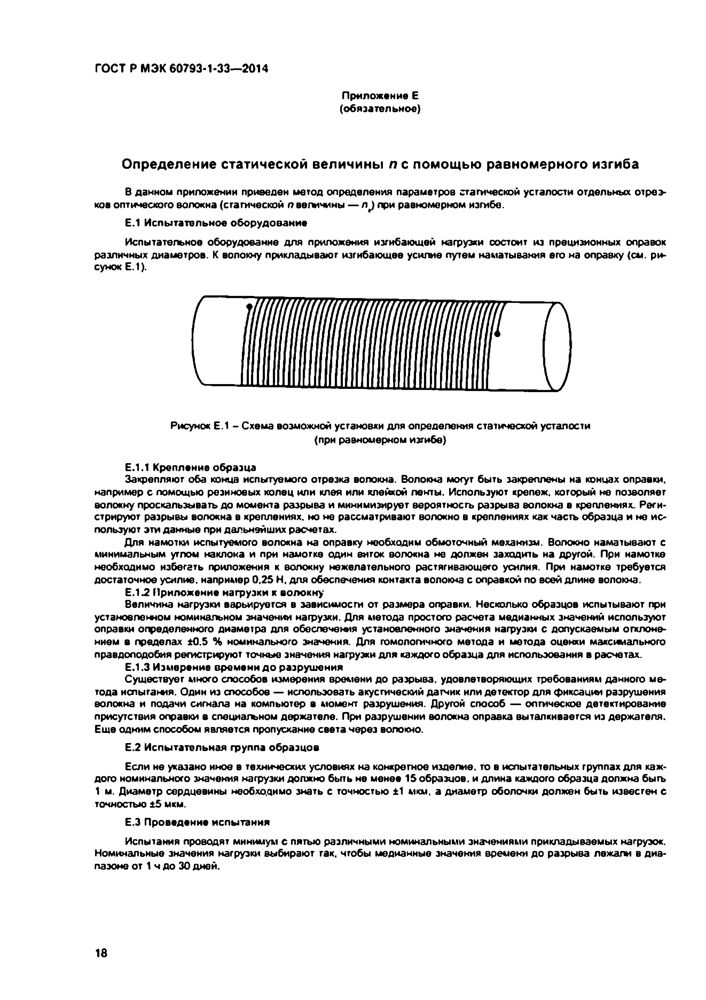 ГОСТ Р МЭК 60793-1-33—2014
Приложение Е
(обязательное)
Определение статической величины n с помощью равномерного изгиба
В данном приложении приведен метод определения параметров статической усталости отдельных отрез-
ков оптического волокна (статической n величины — n) при равномерном изгибе.
Е.1 Испытательное оборудование
Испытательное оборудование для приложения изгибающей нагрузки состоит из прецизионных оправок
различных диаметров. К волокну прикладывают изгибающее усилие путем наматывания его на оправку (см. ри-
сунок Е.1).
Рисунок Е.1 – Схема возможной установки для определения статической усталости
(при равномерном изгибе)
Е.1.1 Крепление образца
Закрепляют оба конца испытуемого отрезка волокна. Волокна могут быть закреплены на концах оправки,
например с помощью резиновых колец или клея или клейкой ленты. Используют крепеж, который не позволяет
волокну проскальзывать до момента разрыва и минимизирует вероятность разрыва волокна в креплениях. Реги-
стрируют разрывы волокна в креплениях, но не рассматривают волокно в креплениях как часть образца и не ис-
пользуют эти данные при дальнейших расчетах.
Для намотки испытуемого волокна на оправку необходим обмоточный механизм. Волокно наматывают с
минимальным углом наклона и при намотке один виток волокна не должен заходить на другой. При намотке
необходимо избегать приложения к волокну нежелательного растягивающего усилия. При намотке требуется
достаточное усилие, например 0,25 Н, для обеспечения контакта волокна с оправкой по всей длине волокна.
Е.1.2 Приложение нагрузки к волокну
Величина нагрузки варьируется в зависимости от размера оправки. Несколько образцов испытывают при
установленном номинальном значении нагрузки. Для метода простого расчета медианных значений используют
оправки определенного диаметра для обеспечения установленного значения нагрузки с допускаемым отклоне-
нием в пределах ±0,5 % номинального значения. Для гомологичного метода и метода оценки максимального
правдоподобия регистрируют точные значения нагрузки для каждого образца для использования в расчетах.
Е.1.3 Измерение времени до разрушения
Существует много способов измерения времени до разрыва, удовлетворяющих требованиям данного ме-
тода испытания. Один из способов — использовать акустический датчик или детектор для фиксации разрушения
волокна и подачи сигнала на компьютер в момент разрушения. Другой способ — оптическое детектирование
присутствия оправки в специальном держателе. При разрушении волокна оправка выталкивается из держателя.
Еще одним способом является пропускание света через волокно.
Е.2 Испытательная группа образцов
Если не указано иное в технических условиях на конкретное изделие, то в испытательных группах для каж-
дого номинального значения нагрузки должно быть не менее 15 образцов, и длина каждого образца должна быть
1 м. Диаметр сердцевины необходимо знать с точностью ±1 мкм, а диаметр оболочки должен быть известен с
точностью ±5 мкм.
Е.3 Проведение испытания
Испытания проводят минимум с пятью различными номинальными значениями прикладываемых нагрузок.
Номинальные значения нагрузки выбирают так, чтобы медианные значения времени до разрыва лежали в диа-
пазоне от 1 ч до 30 дней.
18